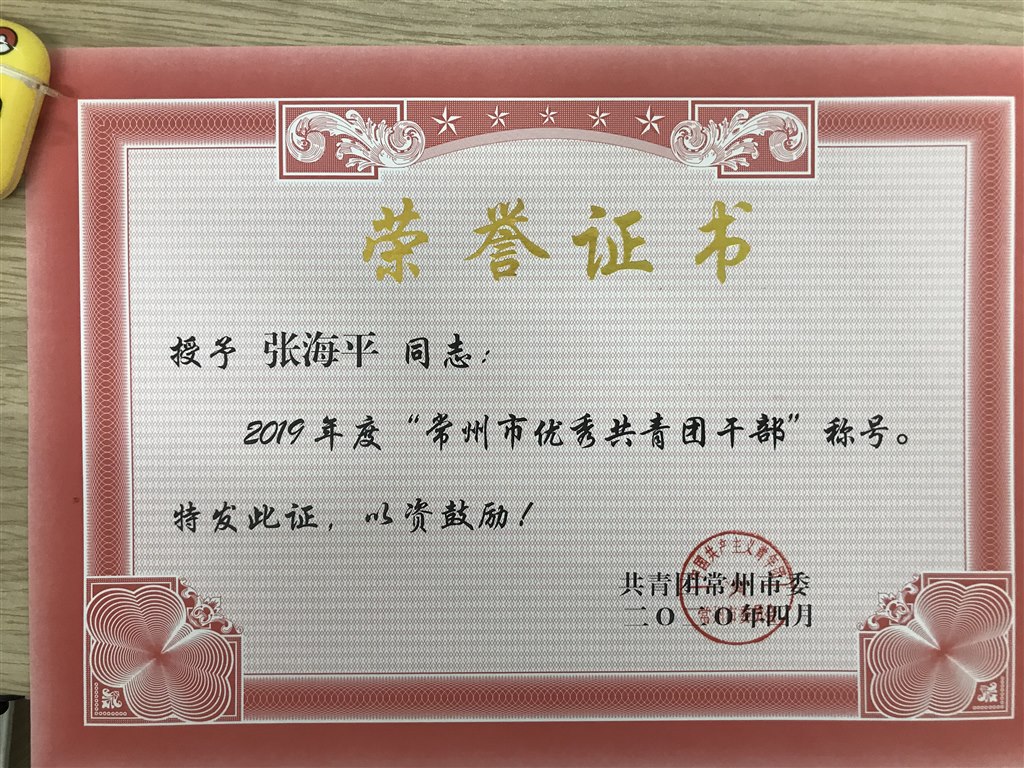 荣誉证书
授予 张海平 同志：
2019年度“常州市优秀共青团干部”称号。
特发此证，以资鼓励！
共青团常州市委
二〇二〇年四月